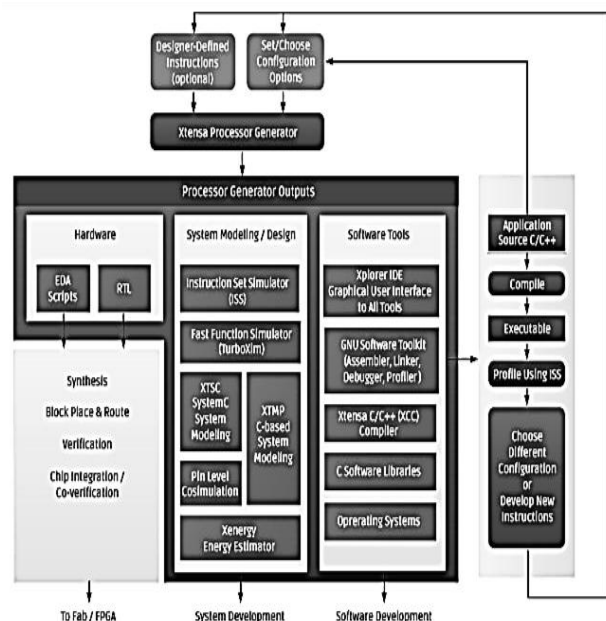 Designer-Defined
Instructions
(optional)
Set/Choose
Configuration
Options
Xtensa Processor Generator
Processor Generator Outputs
Hardware
EDA
Scripts
RTL
Synthesis
Block Place & Route
Verification
Chip Integration /
Co-verification
To Fab / FPGA
System Modeling / Design
Instruction Set Simulator
(ISS)
Fast Function Simulator
(TurboXim)
XTSC
SystemC
System
Modeling
XTMP
C-based
System
Modeling
Pin Level
Cosimulation
Xenergy
Energy Estimator
System Development
Software Tools
Xplorer IDE
Graphical User Interface
to All Tools
GNU Software Toolkit
(Assembler, Linker,
Debugger, Profiler)
Xtensa C/C++ (XCC)
Compiler
C Software Libraries
Oprerating Systems
Software Development
Application
Source C/C++
Compile
Executable
Profile Using ISS
Choose
Different
Configuration
or
Develop New
Instructions